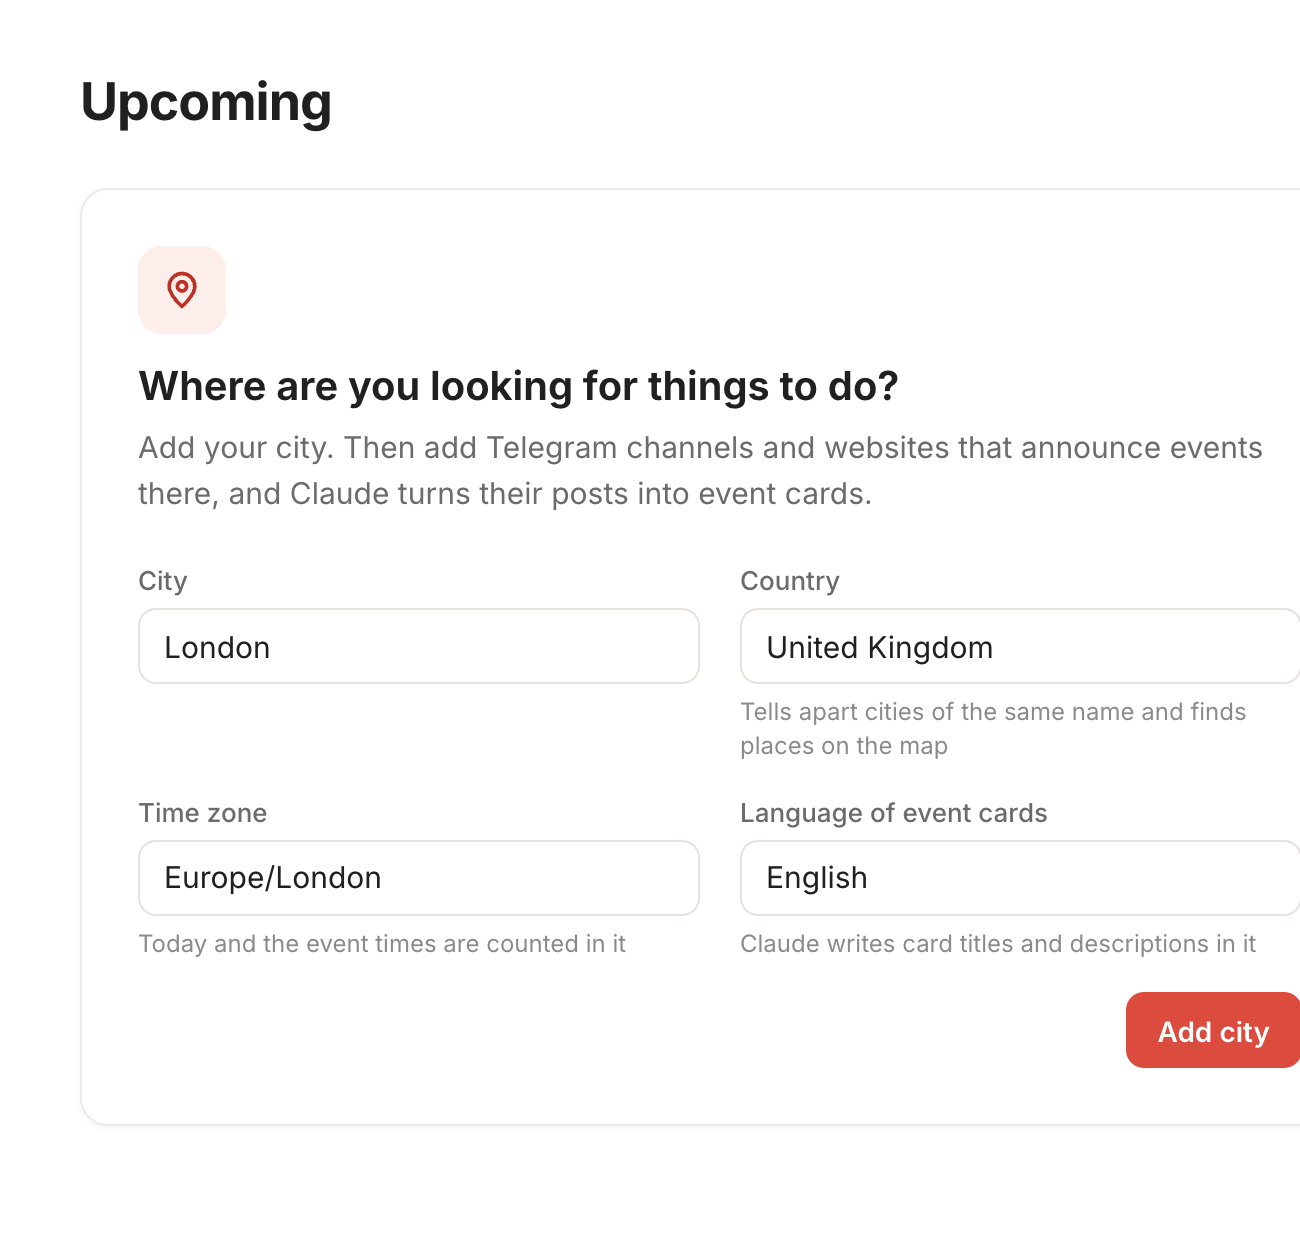 Upcoming
Where are you looking for things to do?
Add your city. Then add Telegram channels and websites that announce events
there, and Claude turns their posts into event cards.
City
London
Country
United Kingdom
Tells apart cities of the same name and finds
places on the map
Time zone
Europe/London
Today and the event times are counted in it
Language of event cards
English
Claude writes card titles and descriptions in it
Add city